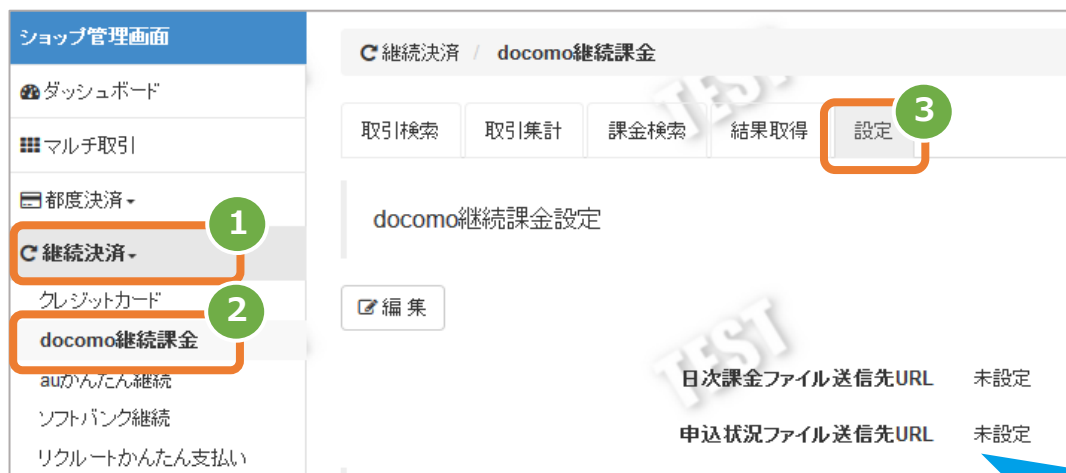 ショップ管理画面
ダッシュボード
マルチ取引
都度決済
1
継続決済
クレジットカード
2
docomo継続課金
auかんたん継続
ソフトバンク継続
リクルートかんたん支払い
継続決済 / docomo継続課金
TEST
取引検索 取引集計 課金検索 結果取得 設定
3
docomo継続課金設定
編 集
TEST
日次課金ファイル送信先URL 未設定
申込状況ファイル送信先URL 未設定